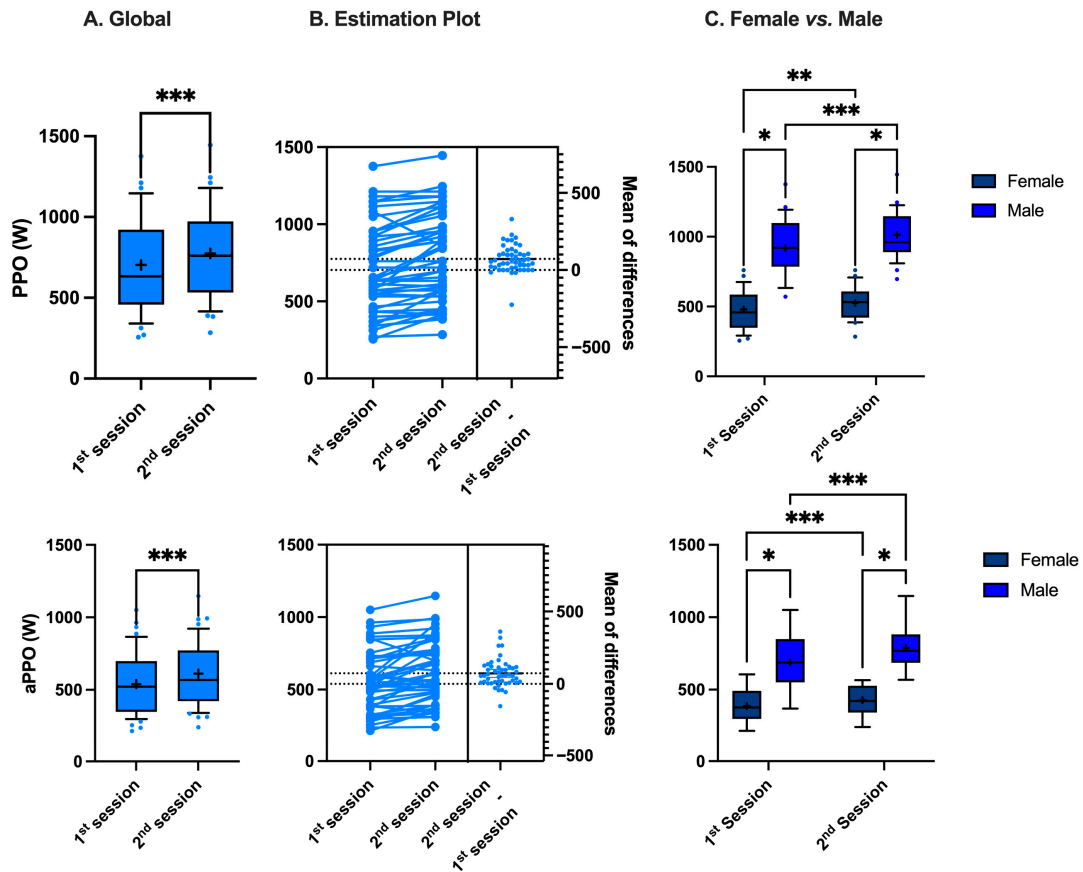 A. Global
B. Estimation Plot
C. Female vs. Male
***
PPO (W)
1500
1000
500
0
1st session
2nd session
1500
1000
500
0
500
0
−500
Mean of differences
1st session
2nd session
2nd session
-
1st session
**
***
*
*
1500
1000
500
0
1st Session
2nd Session
Female
Male
***
aPPO (W)
1500
1000
500
0
1st session
2nd session
1500
1000
500
0
500
0
−500
Mean of differences
1st session
2nd session
2nd session
-
1st session
***
***
*
*
1500
1000
500
0
1st Session
2nd Session
Female
Male